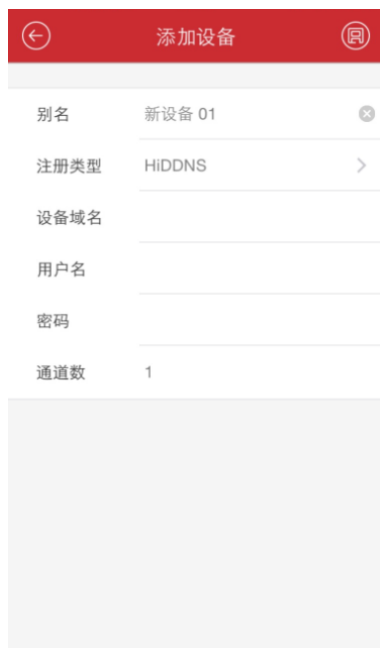 添加设备
别名 新设备 01
注册类型 HiDDNS
设备域名
用户名
密码
通道数 1